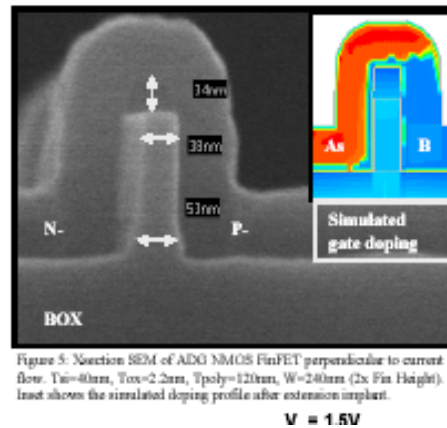 34nm
38nm
53nm
N-
P-
BOX
As
B
Simulated
gate doping
Figure 5: Xsection SEM of ADG NMOS FinFET perpendicular to current
flow. Tsi=40nm, Tox=2.2nm, Tpoly=120nm, W=240nm (2x Fin Height).
Inset shows the simulated doping profile after extension implant.
V = 1.5V